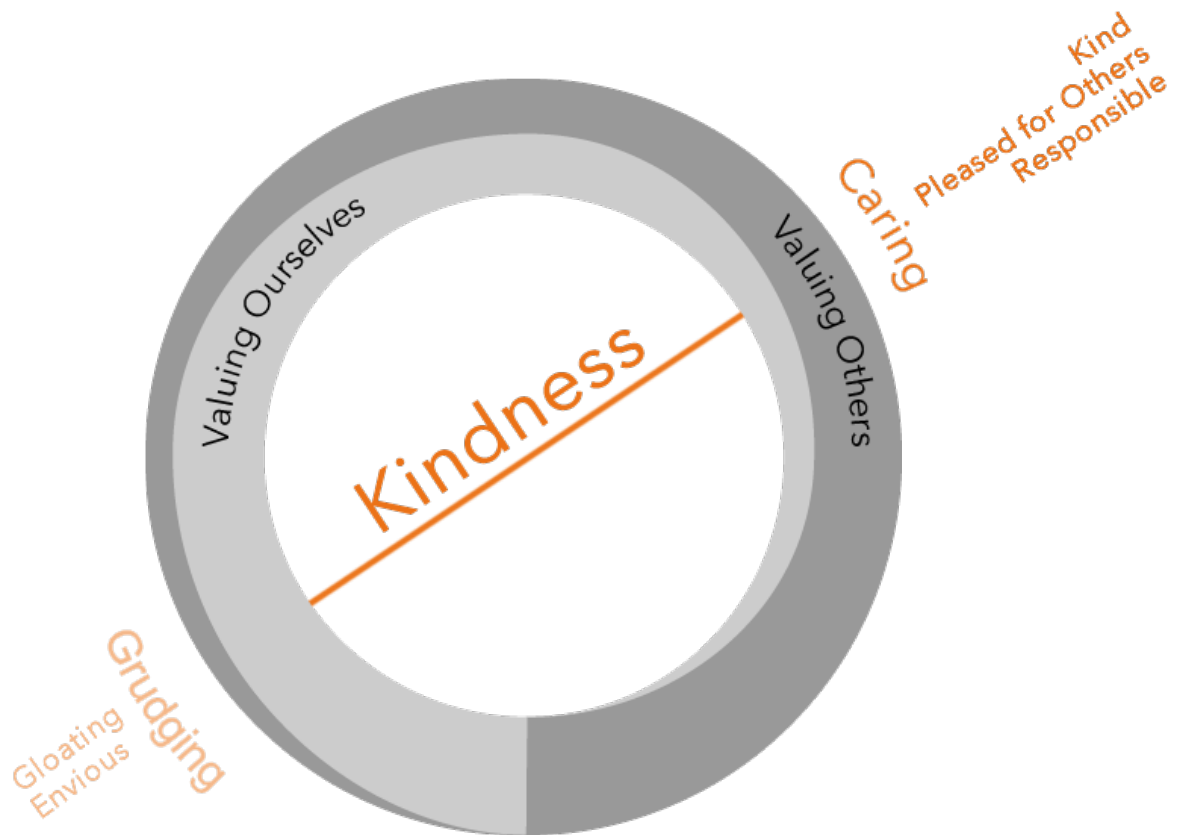 Kind
Pleased for Others
Responsible
Caring
Valuing Ourselves
Valuing Others
Kindness
Grudging
Gloating
Envious